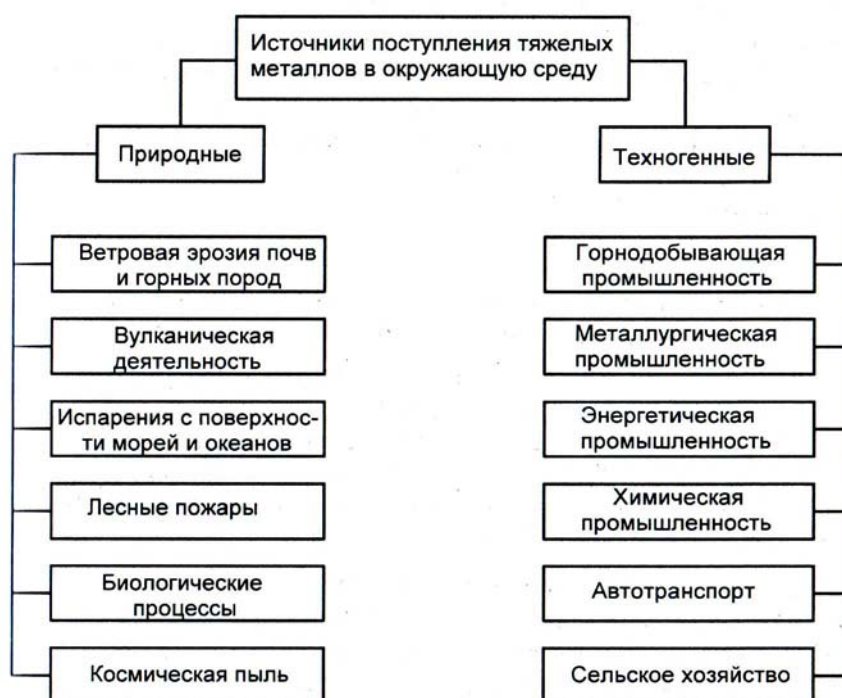 Источники поступления тяжелых
металлов в окружающую среду
Природные
Техногенные
Ветровая эрозия почв
и горных пород
Вулканическая
деятельность
Испарения с поверхнос-
ти морей и океанов
Лесные пожары
Биологические
процессы
Космическая пыль
Горнодобывающая
промышленность
Металлургическая
промышленность
Энергетическая
промышленность
Химическая
промышленность
Автотранспорт
Сельское хозяйство